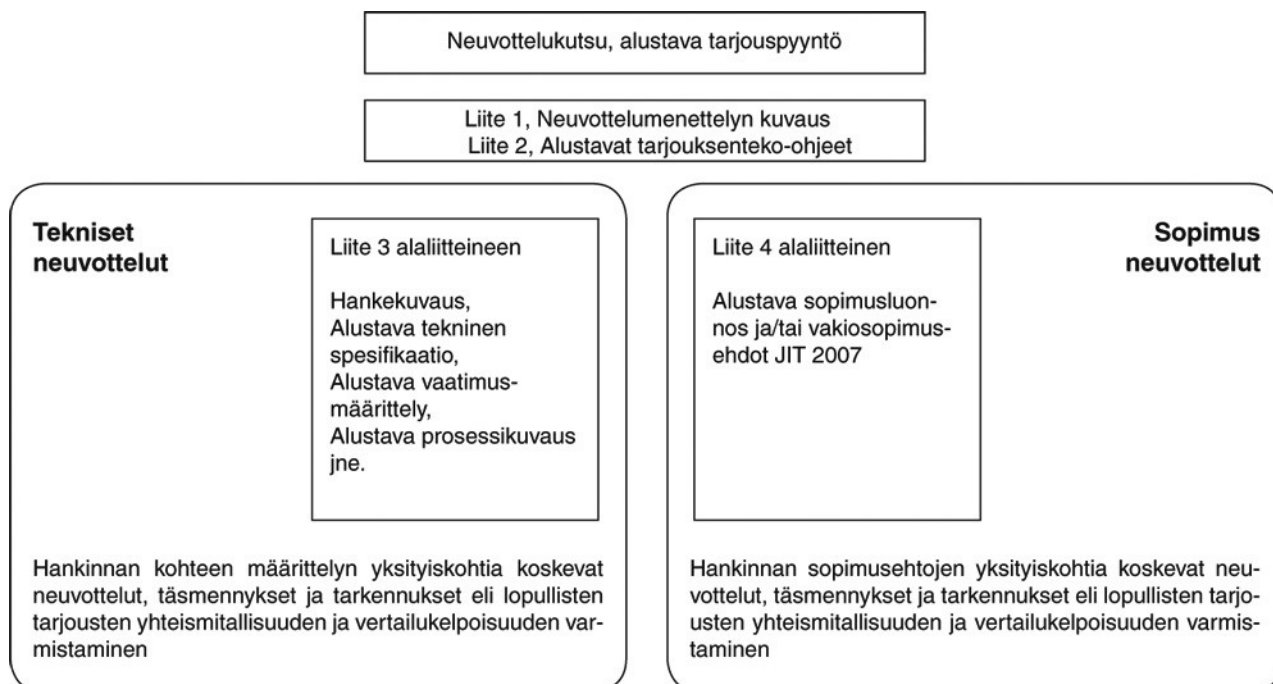 Neuvottelukutsu, alustava tarjouspyyntö
Liite 1, Neuvottelumenettelyn kuvaus
Liite 2, Alustavat tarjouksenteko-ohjeet
Tekniset
neuvottelut
Liite 3 alaliitteineen
Hankekuvaus,
Alustava tekninen
spesifikaatio,
Alustava vaatimus-
määrittely,
Alustava prosessikuvaus
jne.
Hankinnan kohteen määrittelyn yksityiskohtia koskevat
neuvottelut, täsmennykset ja tarkennukset eli lopullisten
tarjousten yhteismitallisuuden ja vertailukelpoisuuden var-
mistaminen
Liite 4 alaliitteinen
Alustava sopimusluon-
nos ja/tai vakiosopimus-
ehdot JIT 2007
Sopimus
neuvottelut
Hankinnan sopimusehtojen yksityiskohtia koskevat neu-
vottelut, täsmennykset ja tarkennukset eli lopullisten tarjo-
usten yhteismitallisuuden ja vertailukelpoisuuden varmis-
taminen